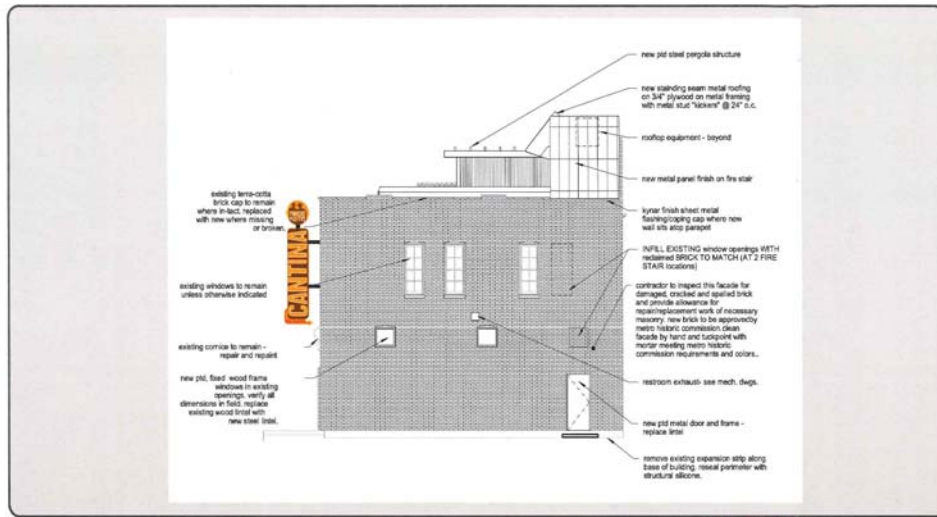 new ptd steel pergola structure
new stainding seam metal roofing
on 3/4" plywood on metal framing
with metal stud "kickers" @ 24" o.c.
rooftop equipment - beyond
new metal panel finish on fire stair
kynar finish sheet metal
flashing/coping cap where new
wall sits atop parapet
INFILL EXISTING window openings WITH
reclaimed BRICK TO MATCH (AT 2 FIRE
STAIR locations)
contractor to inspect this facade for
damaged, cracked and spalled brick
and provide allowance for
repair/replacement work of necessary
masonry. new brick to be approvedby
metro historic commission.clean
facade by hand and tuckpoint with
mortar meeting metro historic
commission requirements and colors..
restroom exhaust- see mech. dwgs.
new ptd metal door and frame -
replace lintel
remove existing expansion strip along
base of building. reseal perimeter with
structural silicone.
existing terra-cotta
brick cap to remain
where in-tact, replaced
with new where missing
or broken.
CANTINA
existing windows to remain
unless otherwise indicated
existing cornice to remain -
repair and repaint
new ptd, fixed wood frame
windows in existing
openings. verify all
dimensions in field. replace
existing wood lintel with
new steel lintel.